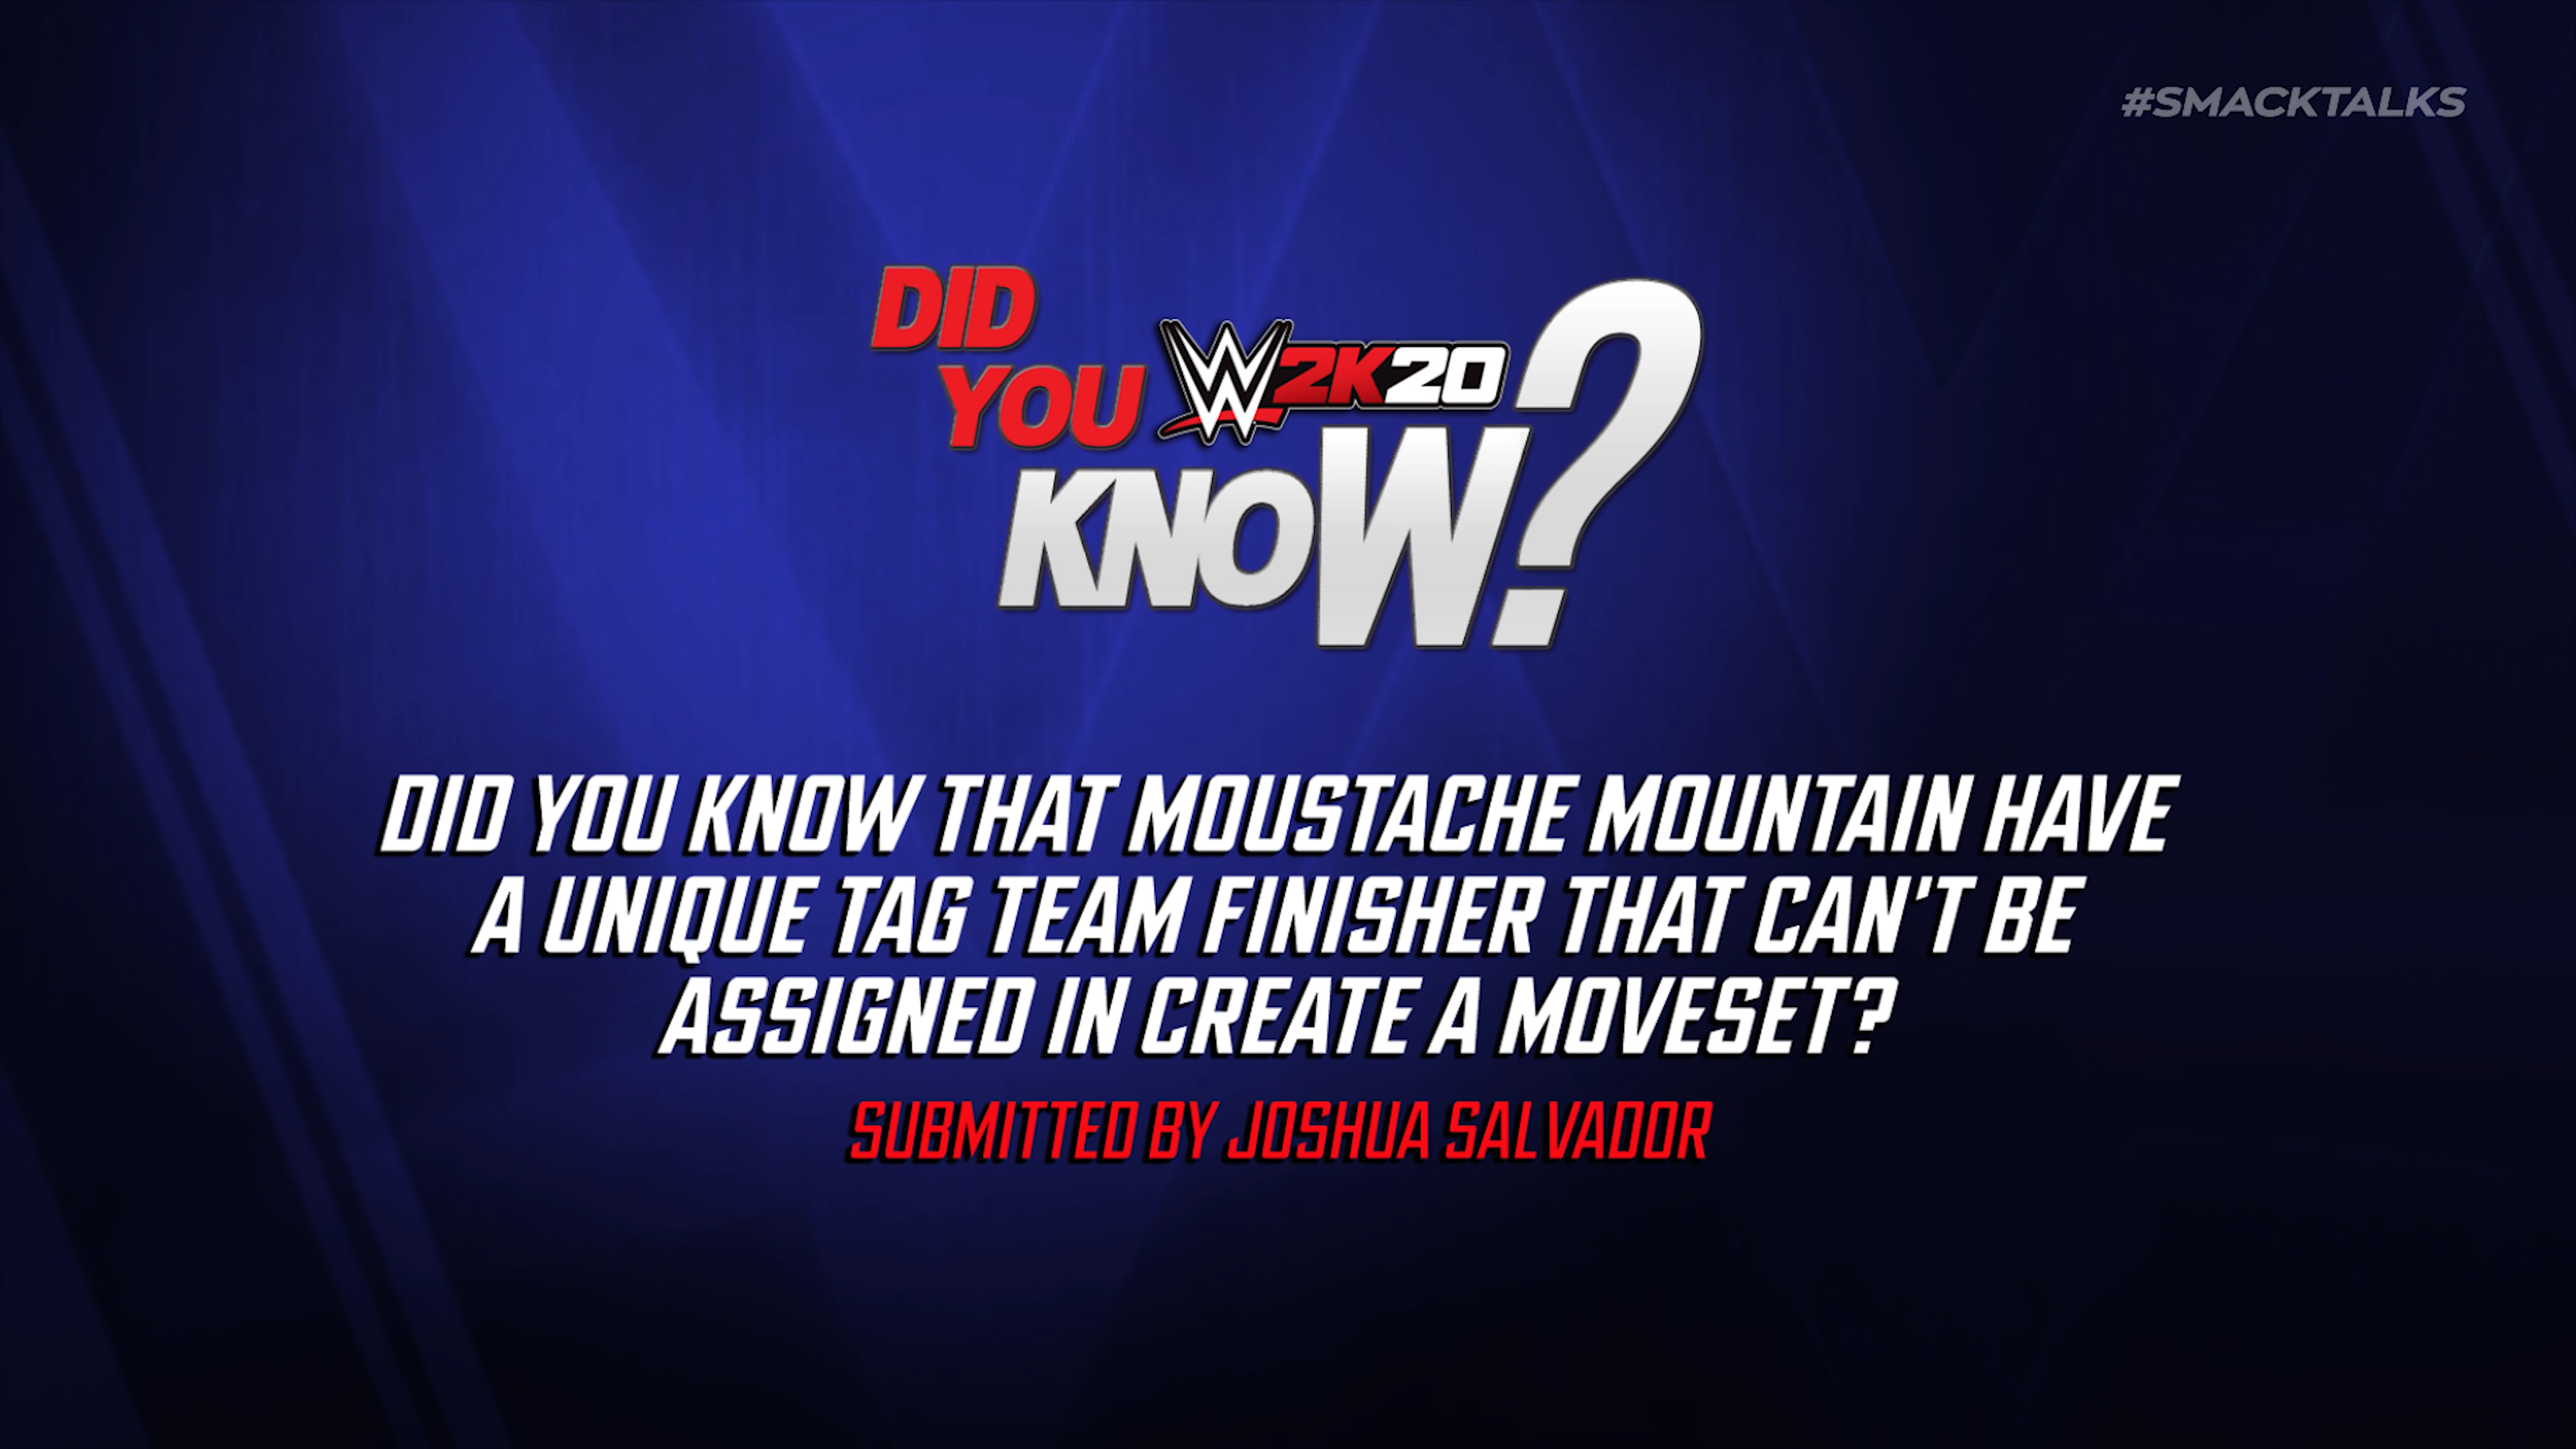 #SMACKTALKS
DID
YOU W2K20
KNOW?
DID YOU KNOW THAT MOUSTACHE MOUNTAIN HAVE
A UNIQUE TAG TEAM FINISHER THAT CAN'T BE
ASSIGNED IN CREATE A MOVESET?
SUBMITTED BY JOSHUA SALVADOR